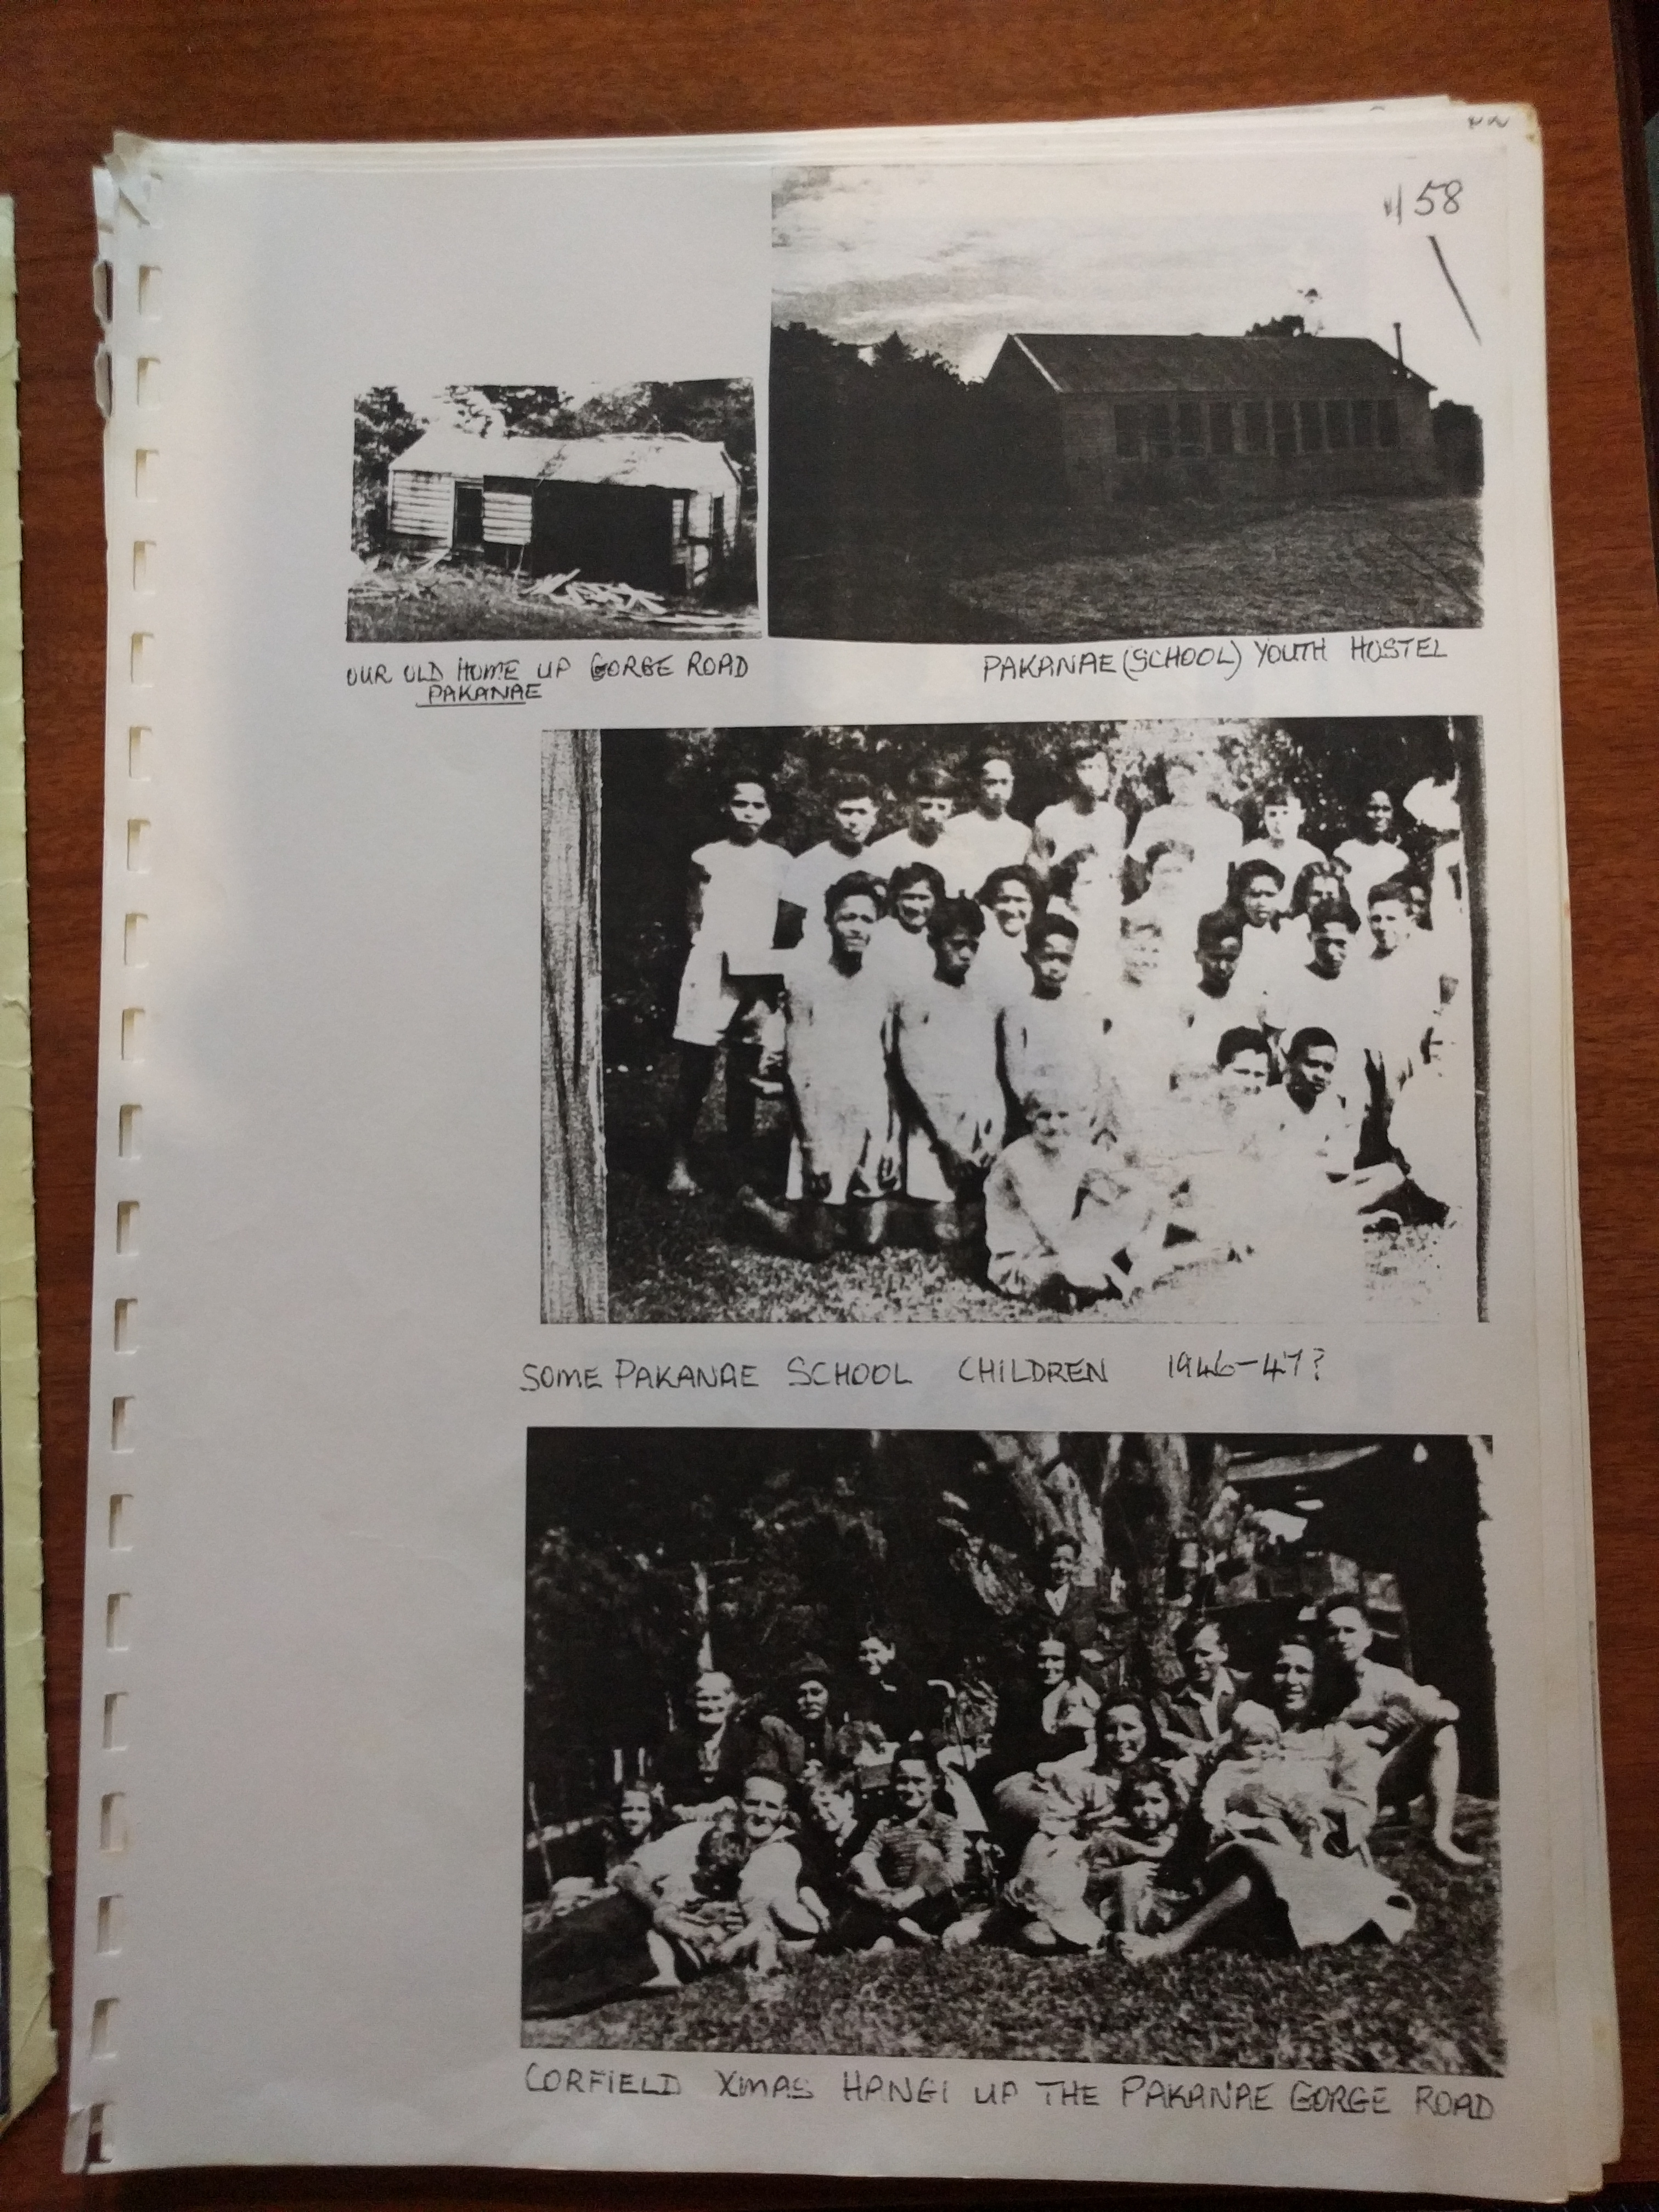 158
OUR OLD HOME UP GORGE ROAD
PAKANAE
PAKANAE (SCHOOL) YOUTH HOSTEL
SOME PAKANAE SCHOOL CHILDREN 1946-47?
CORFIELD XMAS HANGI UP THE PAKANAE GORGE ROAD